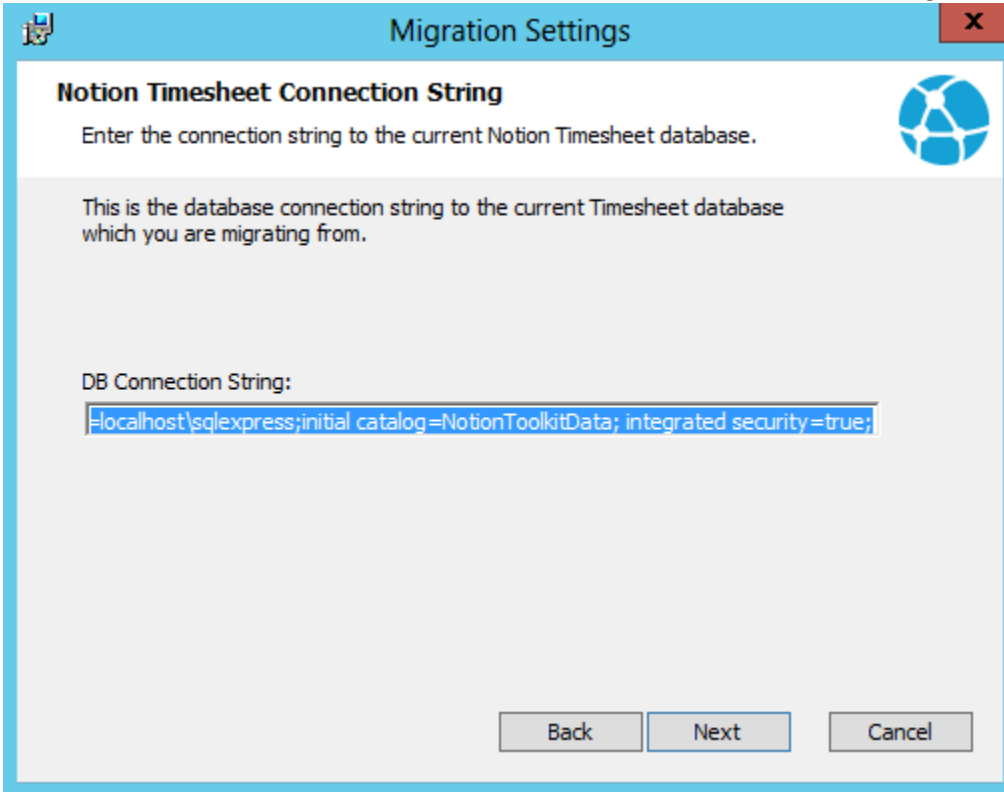 Migration Settings
x
Notion Timesheet Connection String
Enter the connection string to the current Notion Timesheet database.
This is the database connection string to the current Timesheet database
which you are migrating from.
DB Connection String:
=localhost\sqlexpress;initial catalog=NotionToolkitData; integrated security=true;
Back Next Cancel